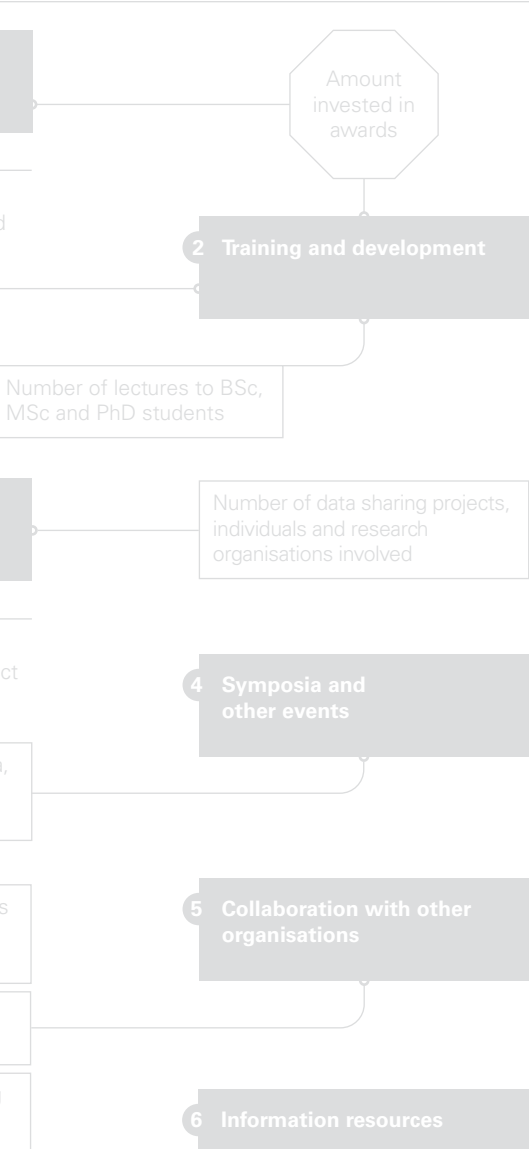 Amount
invested in
awards
2 Training and development
Number of lectures to BSc,
MSc and PhD students
Number of data sharing projects,
individuals and research
organisations involved
4 Symposia and
other events
5 Collaboration with other
organisations
6 Information resources